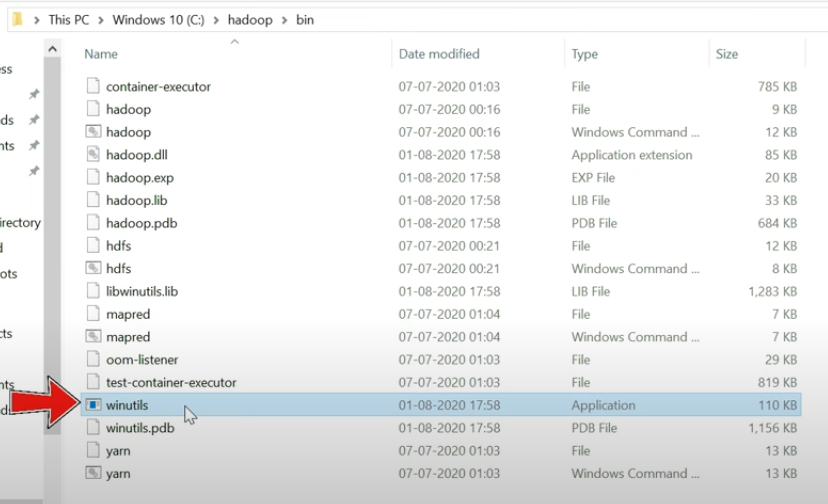 This PC > Windows 10 (C:) > hadoop > bin
Name Date modified Type Size
ess
container-executor 07-07-2020 01:03 File 785 KB
hadoop 07-07-2020 00:16 File 9 KB
ds
hadoop 07-07-2020 00:16 Windows Command ... 12 KB
nts
hadoop.dll 01-08-2020 17:58 Application extension 85 KB
hadoop.exp 01-08-2020 17:58 EXP File 20 KB
hadoop.lib 01-08-2020 17:58 LIB File 33 KB
irectory
hadoop.pdb 01-08-2020 17:58 PDB File 684 KB
d
hdfs 07-07-2020 00:21 File 12 KB
ots
hdfs 07-07-2020 00:21 Windows Command ... 8 KB
libwinutils.lib 01-08-2020 17:58 LIB File 1,283 KB
mapred 07-07-2020 01:04 File 7 KB
cts
mapred 07-07-2020 01:04 Windows Command ... 7 KB
oom-listener 07-07-2020 01:03 File 29 KB
nts
test-container-executor 07-07-2020 01:03 File 819 KB
winutils 01-08-2020 17:58 Application 110 KB
winutils.pdb 01-08-2020 17:58 PDB File 1,156 KB
yarn 07-07-2020 01:03 File 13 KB
yarn 07-07-2020 01:03 Windows Command ... 13 KB